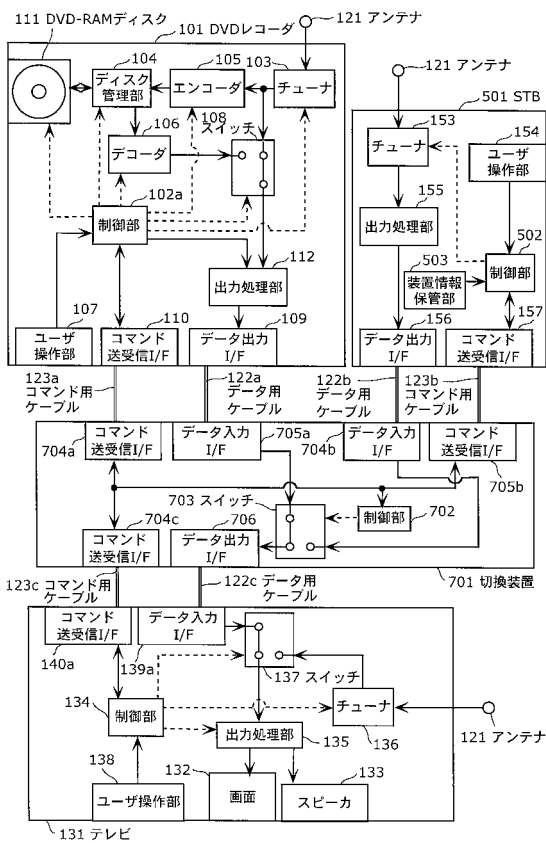 111 DVD-RAMディスク
101 DVDレコーダ
121 アンテナ
104
ディスク
管理部
105
エンコーダ
103
チューナ
106
デコーダ
108
スイッチ
102a
制御部
112
出力処理部
107
ユーザ
操作部
110
コマンド
送受信I/F
109
データ出力
I/F
121 アンテナ
501 STB
153
チューナ
154
ユーザ
操作部
155
出力処理部
502
制御部
503
装置情報
保管部
156
データ出力
I/F
157
コマンド
送受信I/F
123a
コマンド用
ケーブル
122a
データ用
ケーブル
122b
データ用
ケーブル
123b
コマンド用
ケーブル
704a
コマンド
送受信I/F
データ入力
I/F
705a
704b
データ入力
I/F
コマンド
送受信I/F
705b
703 スイッチ
制御部
702
704c
コマンド
送受信I/F
706
データ出力
I/F
701 切換装置
123c コマンド用
ケーブル
122c データ用
ケーブル
コマンド
送受信I/F
140a
データ入力
I/F
139a
137 スイッチ
134
制御部
チューナ
136
121 アンテナ
出力処理部
135
138
ユーザ操作部
132
画面
133
スピーカ
131 テレビ